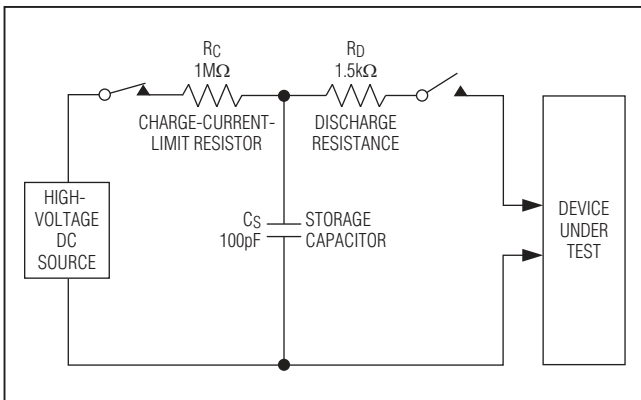 RC
1MΩ
CHARGE-CURRENT-
LIMIT RESISTOR
RD
1.5kΩ
DISCHARGE
RESISTANCE
HIGH-
VOLTAGE
DC
SOURCE
CS
100pF
STORAGE
CAPACITOR
DEVICE
UNDER
TEST